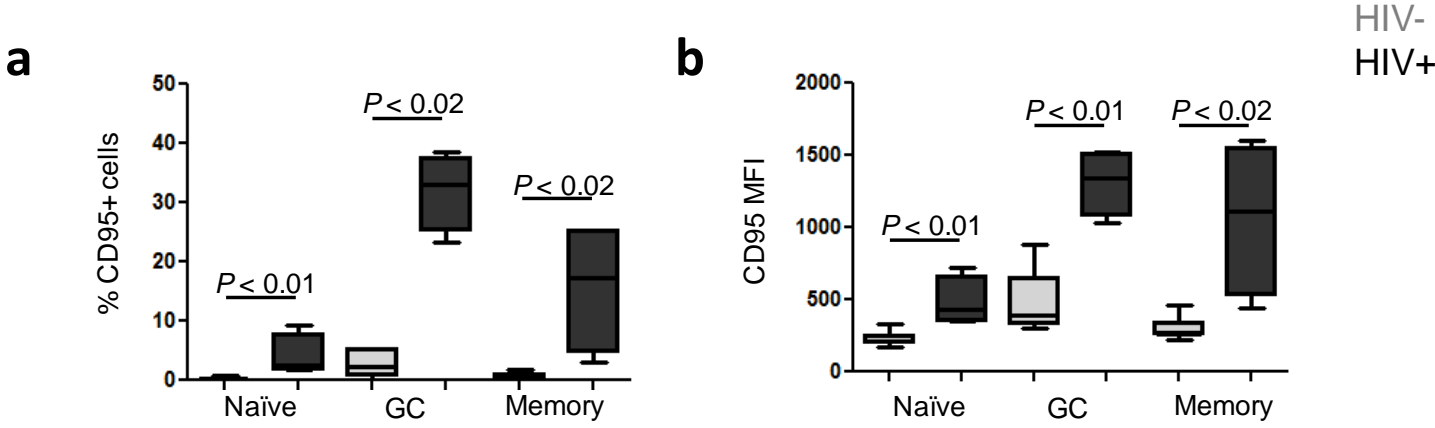 HIV-
HIV+
a
% CD95+ cells
50
40
30
20
10
0
P < 0.01
P < 0.02
P < 0.02
Naïve GC Memory
b
CD95 MFI
2000
1500
1000
500
0
P < 0.01
P < 0.01
P < 0.02
Naïve GC Memory